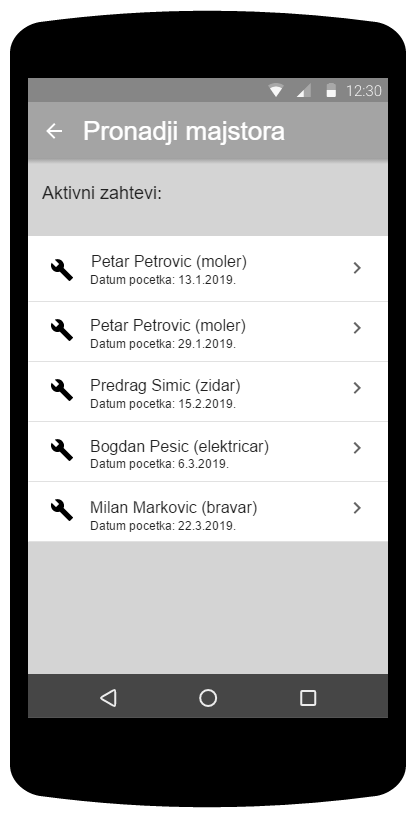 12:30
Pronadji majstora
Aktivni zahtevi:
Petar Petrovic (moler)
Datum pocetka: 13.1.2019.
Petar Petrovic (moler)
Datum pocetka: 29.1.2019.
Predrag Simic (zidar)
Datum pocetka: 15.2.2019.
Bogdan Pesic (elektricar)
Datum pocetka: 6.3.2019.
Milan Markovic (bravar)
Datum pocetka: 22.3.2019.